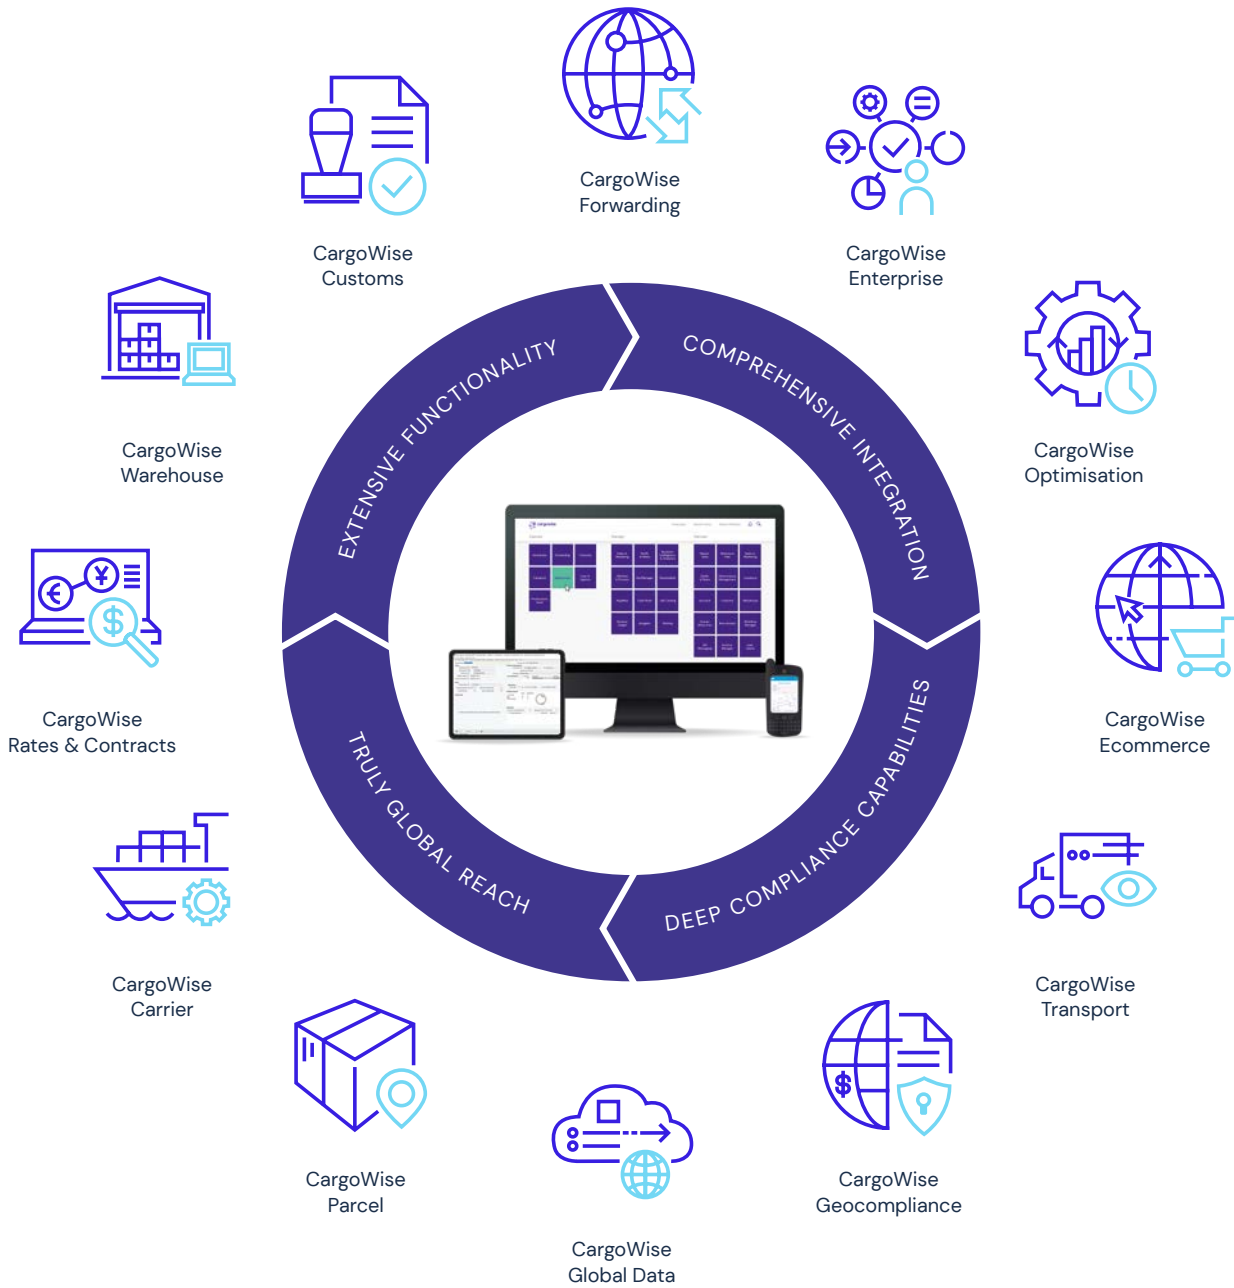 CargoWise
Forwarding
CargoWise
Enterprise
CargoWise
Optimisation
CargoWise
Ecommerce
CargoWise
Transport
CargoWise
Geocompliance
CargoWise
Global Data
CargoWise
Parcel
CargoWise
Carrier
CargoWise
Rates & Contracts
CargoWise
Warehouse
CargoWise
Customs
EXTENSIVE FUNCTIONALITY
COMPREHENSIVE INTEGRATION
DEEP COMPLIANCE CAPABILITIES
TRULY GLOBAL REACH
cargowise
$
€
¥
$